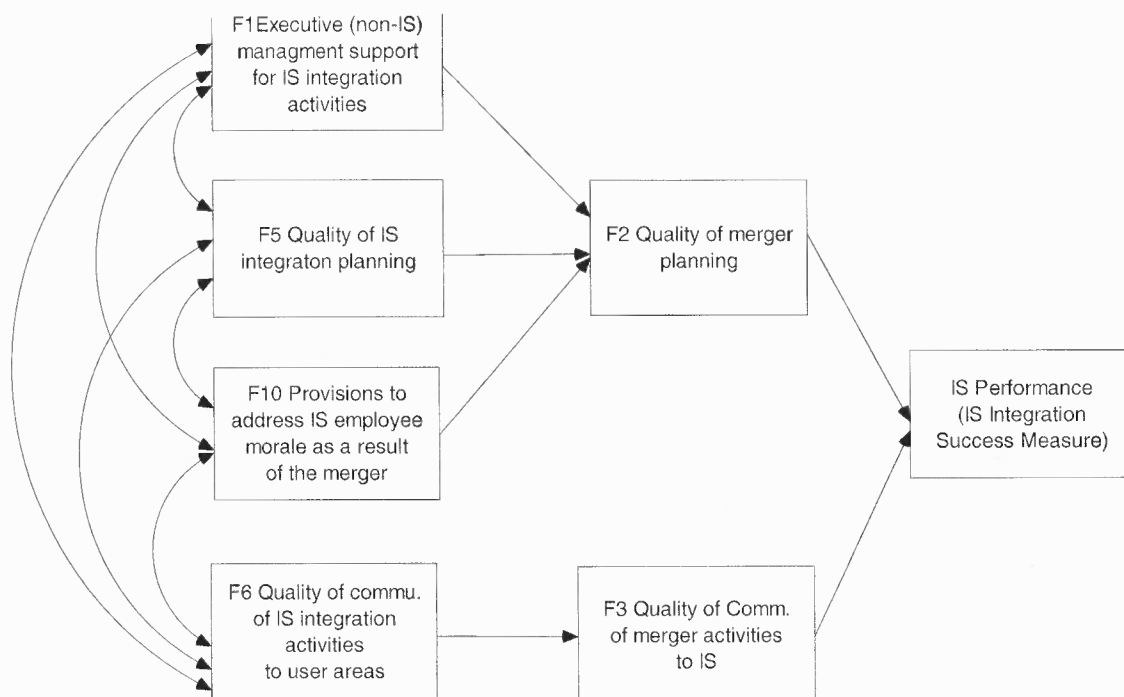 F1Executive (non-IS)
managment support
for IS integration
activities
F5 Quality of IS
integraton planning
F2 Quality of merger
planning
F10 Provisions to
address IS employee
morale as a result
of the merger
IS Performance
(IS Integration
Success Measure)
F6 Quality of commu.
of IS integration
activities
to user areas
F3 Quality of Comm.
of merger activities
to IS